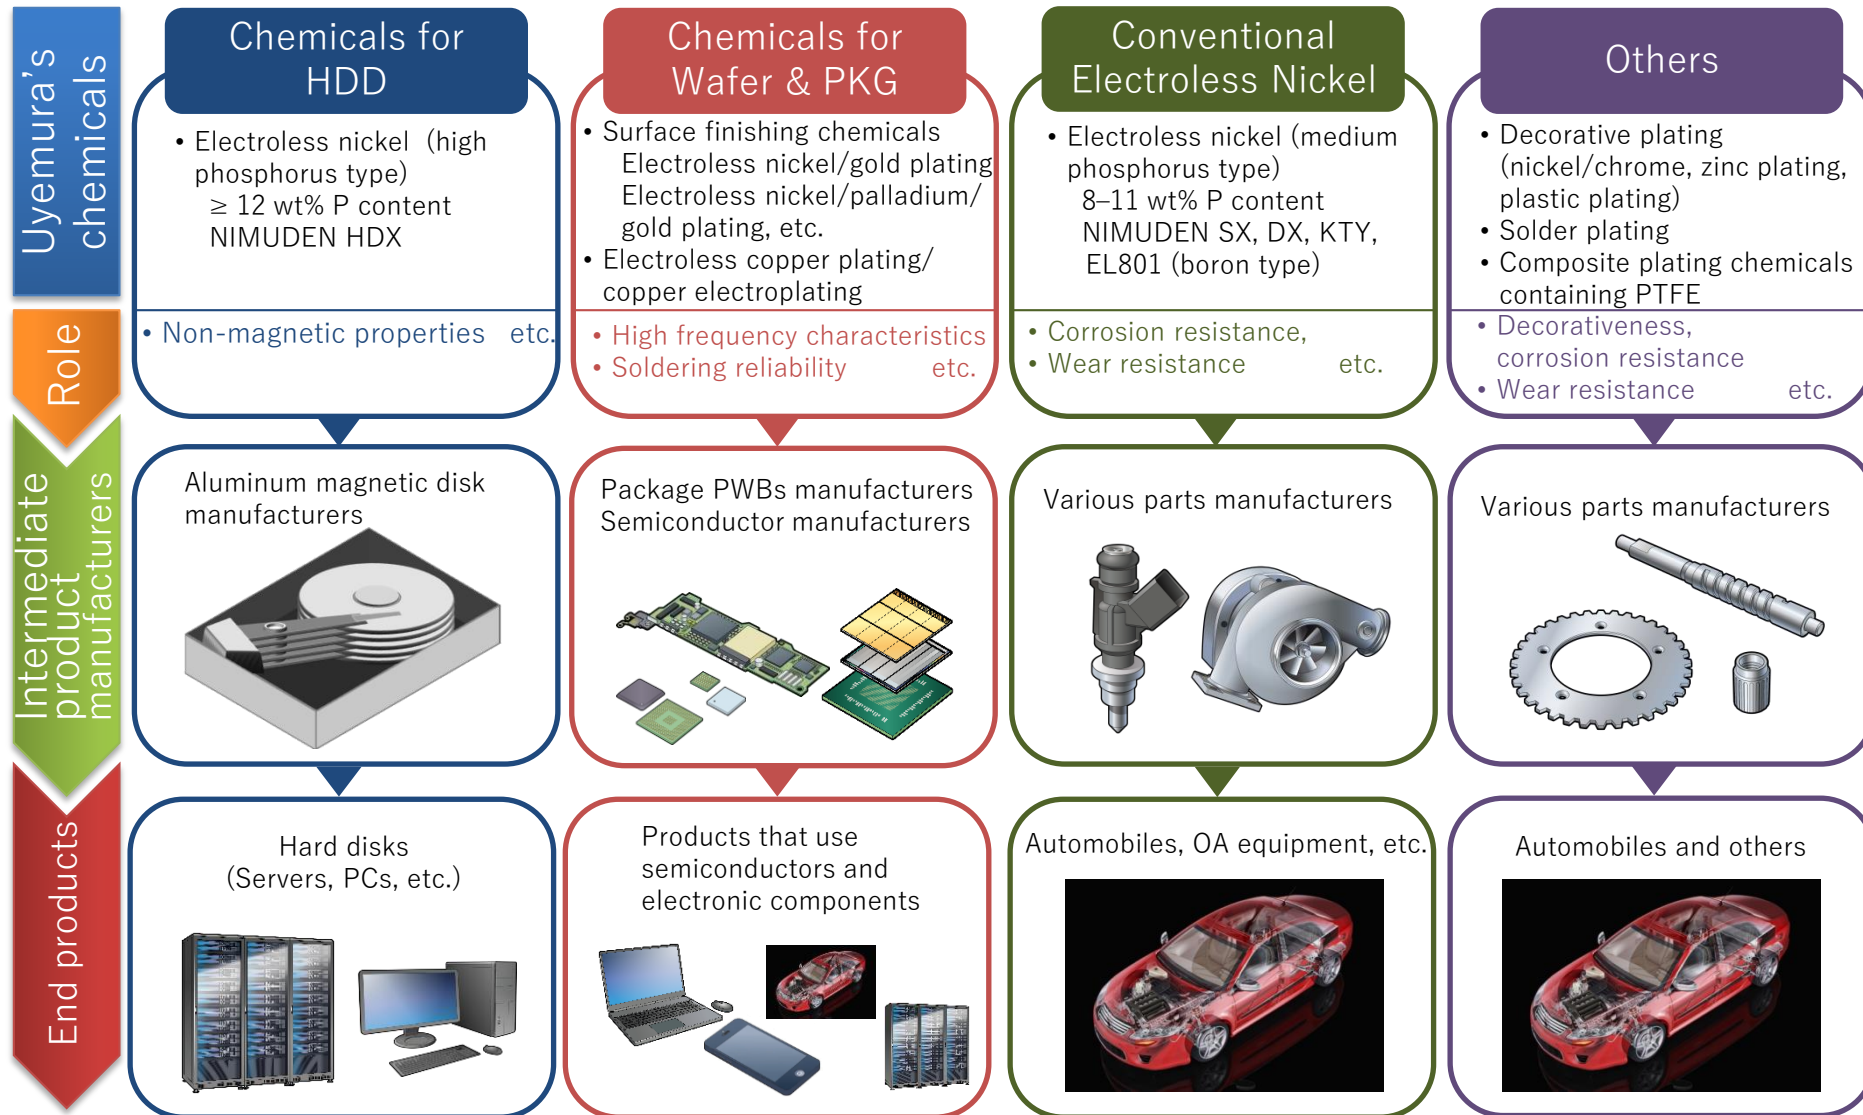 Uyemura's
chemicals
Chemicals for
HDD
• Electroless nickel (high
phosphorus type)
≥ 12 wt% P content
NIMUDEN HDX
Chemicals for
Wafer & PKG
• Surface finishing chemicals
Electroless nickel/gold plating
Electroless nickel/palladium/
gold plating, etc.
• Electroless copper plating/
copper electroplating
Conventional
Electroless Nickel
• Electroless nickel (medium
phosphorus type)
8–11 wt% P content
NIMUDEN SX, DX, KTY,
EL801 (boron type)
Others
• Decorative plating
(nickel/chrome, zinc plating,
plastic plating)
• Solder plating
• Composite plating chemicals
containing PTFE
Role
• Non-magnetic properties etc.
• High frequency characteristics
• Soldering reliability etc.
• Corrosion resistance,
• Wear resistance etc.
• Decorativeness,
corrosion resistance
• Wear resistance etc.
Intermediate
product
manufacturers
Aluminum magnetic disk
manufacturers
Package PWBs manufacturers
Semiconductor manufacturers
Various parts manufacturers
Various parts manufacturers
End products
Hard disks
(Servers, PCs, etc.)
Products that use
semiconductors and
electronic components
Automobiles, OA equipment, etc.
Automobiles and others